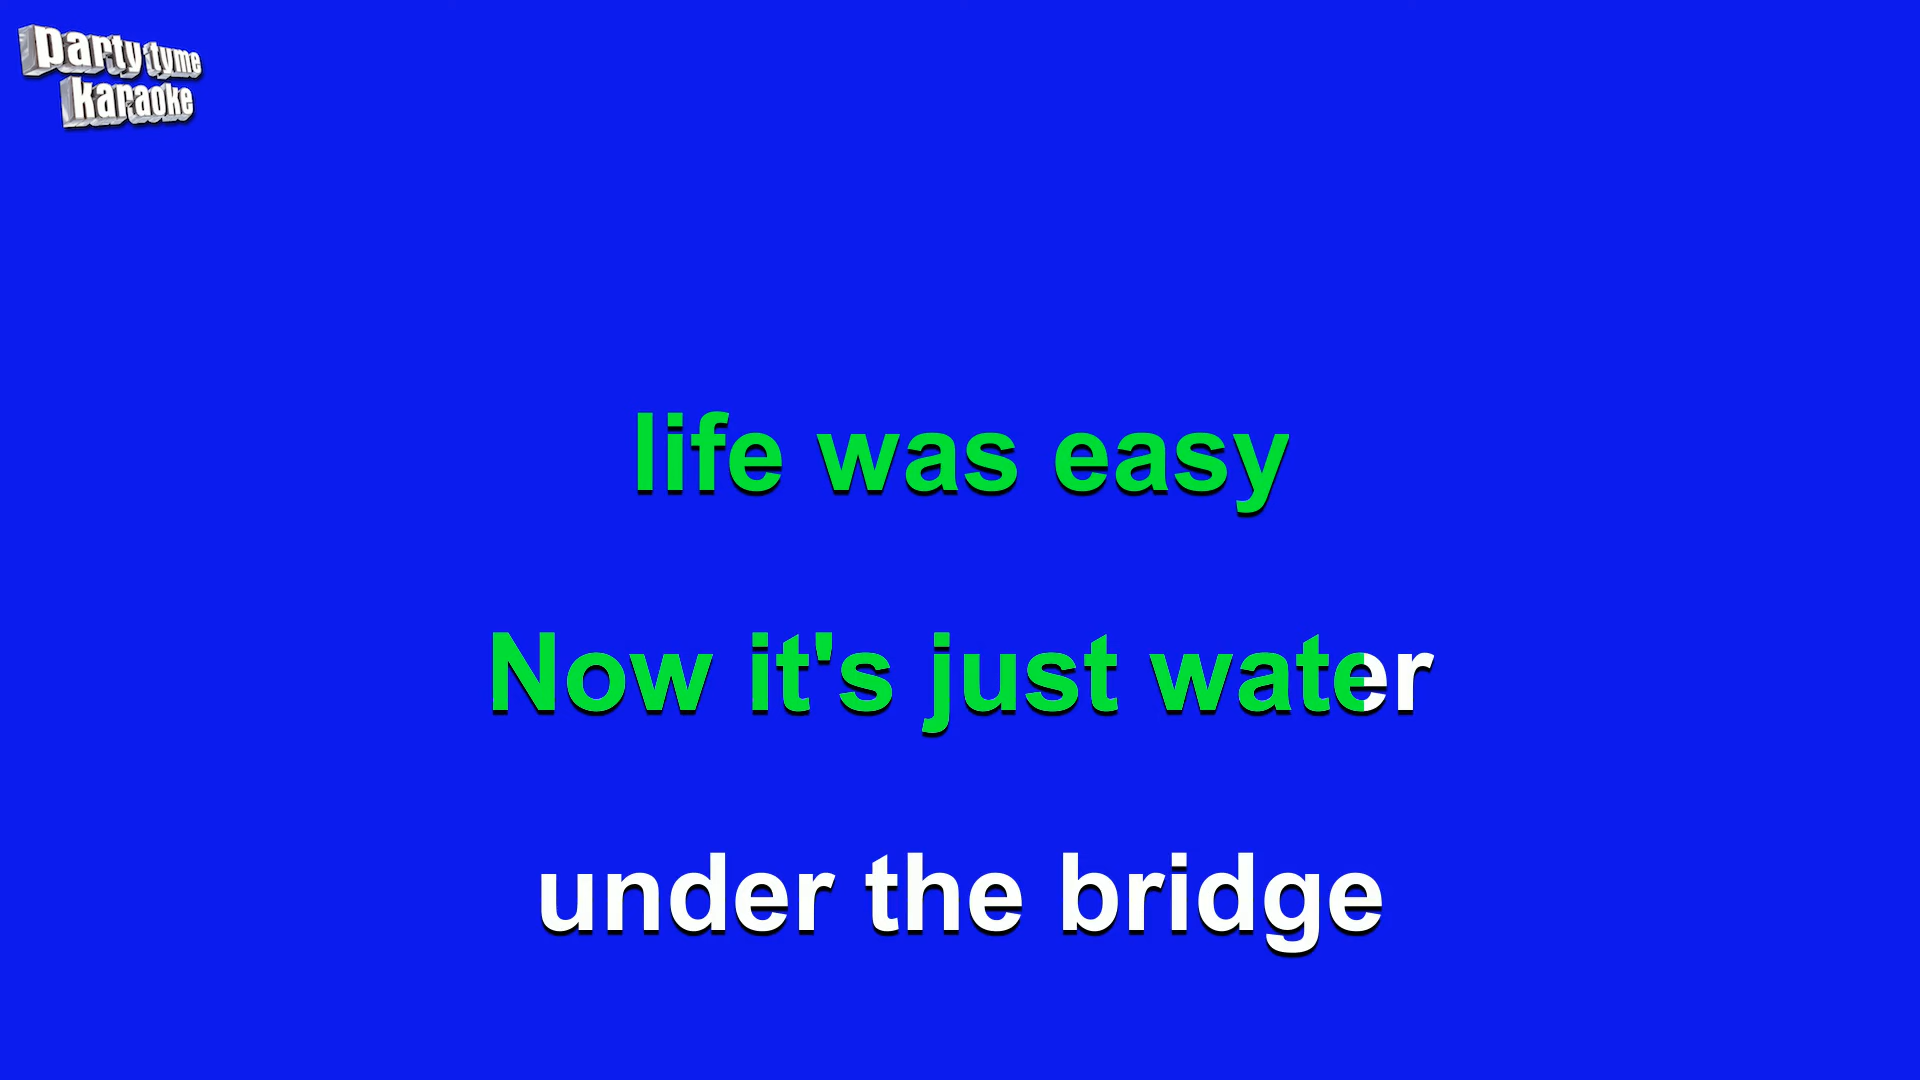 party tyme
karaoke
life was easy
Now it's just water
under the bridge